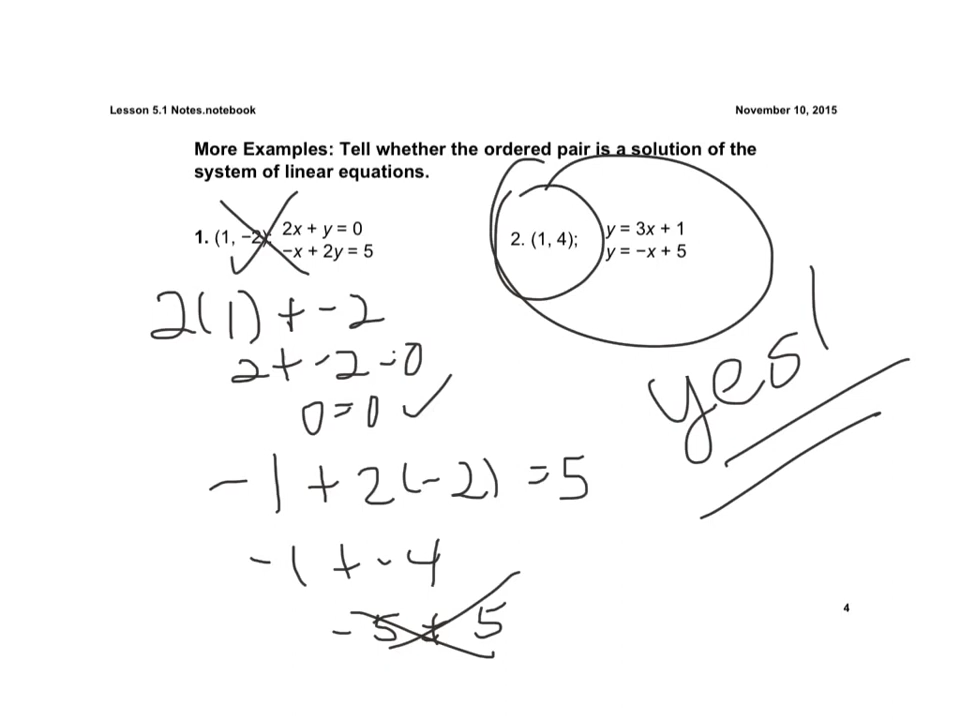 Lesson 5.1 Notes.notebook
November 10, 2015
More Examples: Tell whether the ordered pair is a solution of the
system of linear equations.
1. (1, −2);
2x + y = 0
−x + 2y = 5
2. (1, 4);
y = 3x + 1
y = −x + 5
2(1) + -2
2 + -2 = 0
0 = 0 ✓
-1 + 2(-2) = 5
-1 + -4
-5 ≠ 5
yes!
4